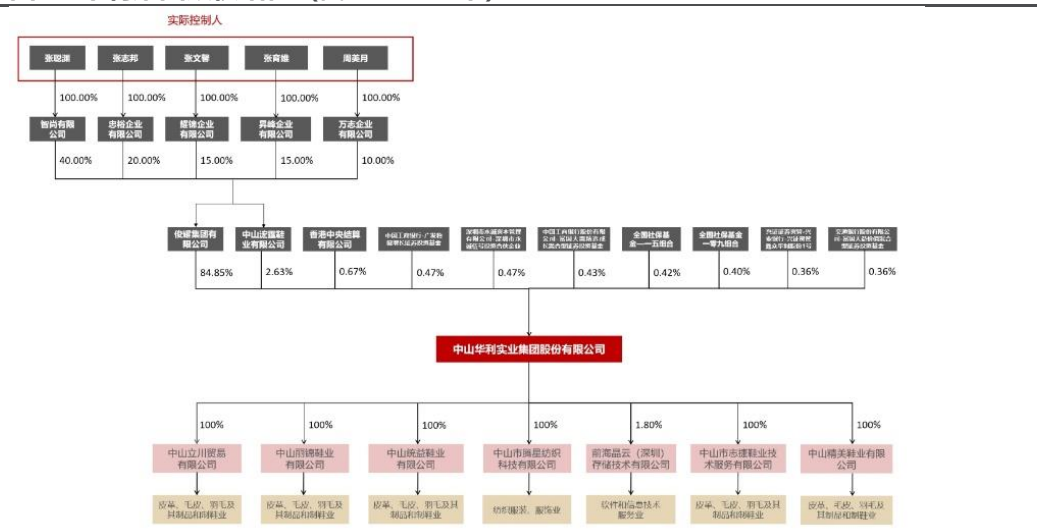 实际控制人
张聪渊 张志邦 张文馨 张育维 周美月
100.00% 100.00% 100.00% 100.00% 100.00%
智尚有限 忠裕企业 耀锦企业 昇峰企业 万志企业
公司 有限公司 有限公司 有限公司 有限公司
40.00% 20.00% 15.00% 15.00% 10.00%
俊耀集团有 中山浤霆鞋 香港中央结算 全国社保基 全国社保基金
限公司 业有限公司 有限公司 金一一五组合 一零九组合
84.85% 2.63% 0.67% 0.47% 0.47% 0.43% 0.42% 0.40% 0.36% 0.36%
中山华利实业集团股份有限公司
100% 100% 100% 100% 1.80% 100% 100%
中山立川贸易 中山丽锦鞋业 中山统益鞋业 中山市腾星纺织 前海晶云（深圳） 中山市志捷鞋业技 中山精美鞋业有限
有限公司 有限公司 有限公司 科技有限公司 存储技术有限公司 术服务有限公司 公司
皮革、毛皮、羽毛及 皮革、毛皮、羽毛及 皮革、毛皮、羽毛及其 纺织服装、服饰业 软件和信息技术 皮革、毛皮、羽毛及 皮革、毛皮、羽毛及
其制品和制鞋业 其制品和制鞋业 制品和制鞋业 服务业 其制品和制鞋业 其制品和制鞋业